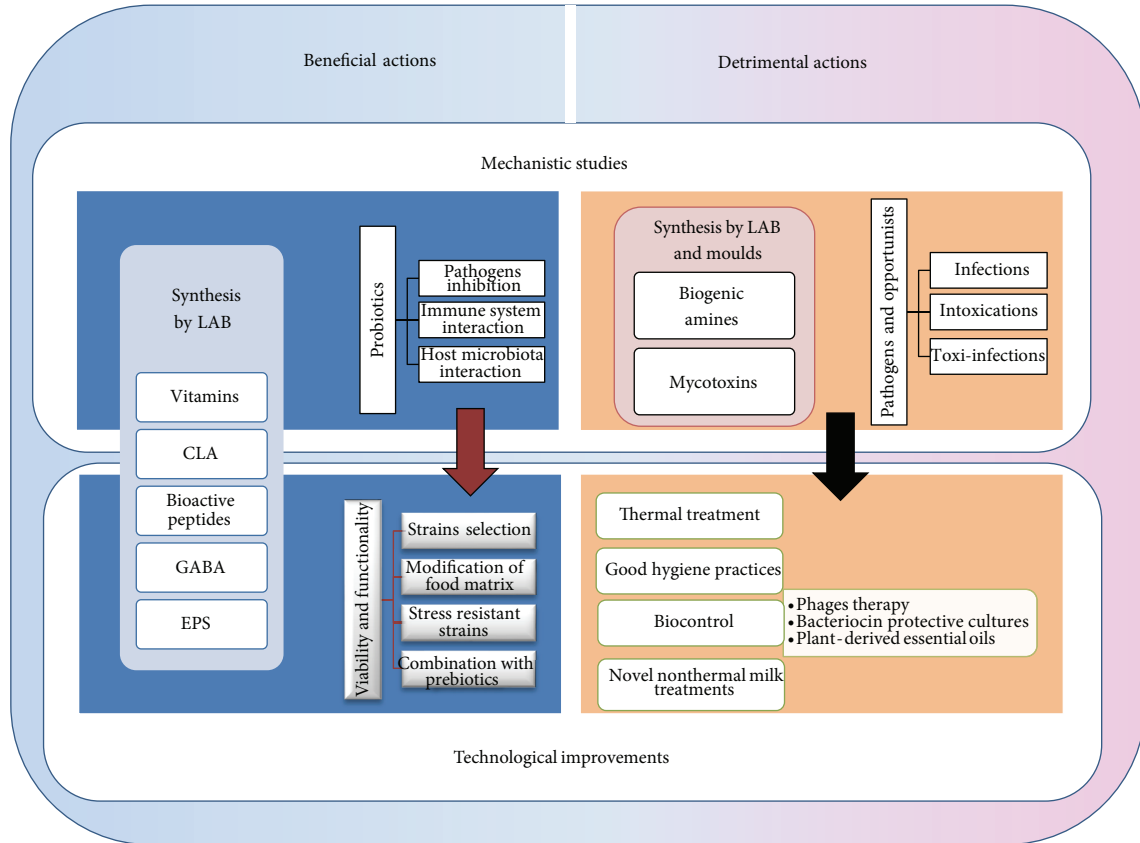 Beneficial actions
Detrimental actions
Mechanistic studies
Synthesis
by LAB
Vitamins
CLA
Bioactive
peptides
GABA
EPS
Probiotics
Pathogens
inhibition
Immune system
interaction
Host microbiota
interaction
Synthesis by LAB
and moulds
Biogenic
amines
Mycotoxins
Pathogens and opportunists
Infections
Intoxications
Toxi-infections
Viability and functionality
Strains selection
Modification of
food matrix
Stress resistant
strains
Combination with
prebiotics
Thermal treatment
Good hygiene practices
Biocontrol
• Phages therapy
• Bacteriocin protective cultures
• Plant-derived essential oils
Novel nonthermal milk
treatments
Technological improvements